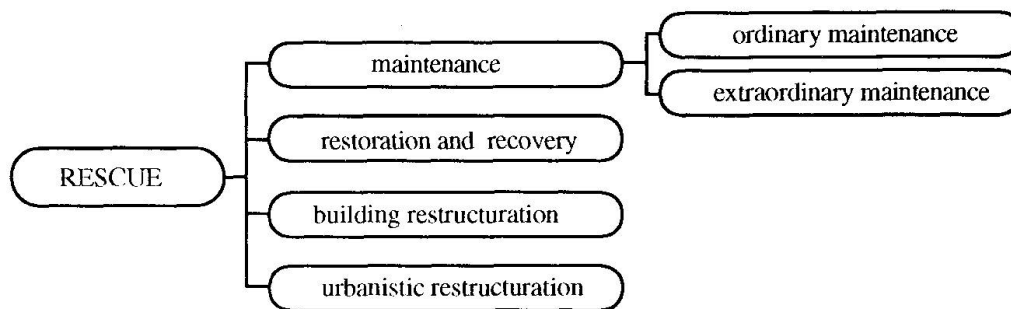 RESCUE
maintenance
ordinary maintenance
extraordinary maintenance
restoration and recovery
building restructuration
urbanistic restructuration